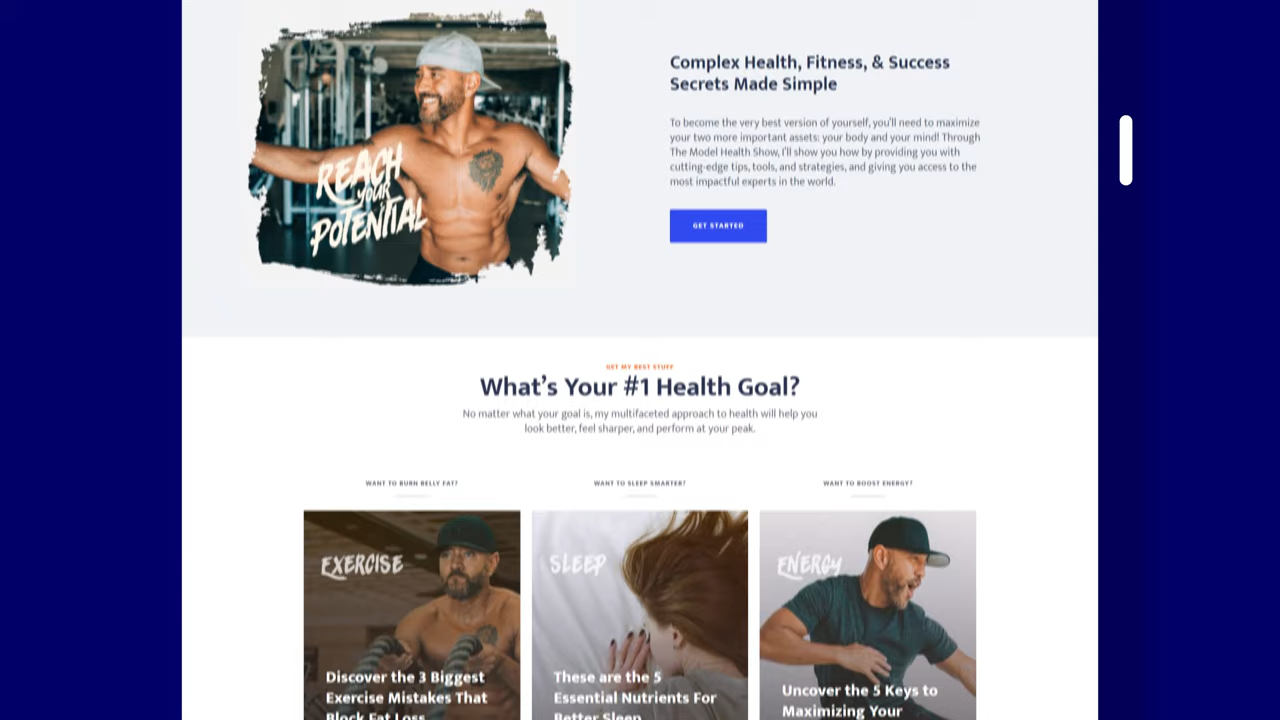 REACH
YOUR
POTENTIAL
Complex Health, Fitness, & Success
Secrets Made Simple
To become the very best version of yourself, you'll need to maximize
your two more important assets: your body and your mind! Through
The Model Health Show, I'll show you how by providing you with
cutting-edge tips, tools, and strategies, and giving you access to the
most impactful experts in the world.
GET STARTED
GET MY BEST STUFF
What's Your #1 Health Goal?
No matter what your goal is, my multifaceted approach to health will help you
look better, feel sharper, and perform at your peak.
WANT TO BURN BELLY FAT?
EXERCISE
Discover the 3 Biggest
Exercise Mistakes That
Block Fat Loss
WANT TO SLEEP SMARTER?
SLEEP
These are the 5
Essential Nutrients For
Better Sleep
WANT TO BOOST ENERGY?
ENERGY
Uncover the 5 Keys to
Maximizing Your